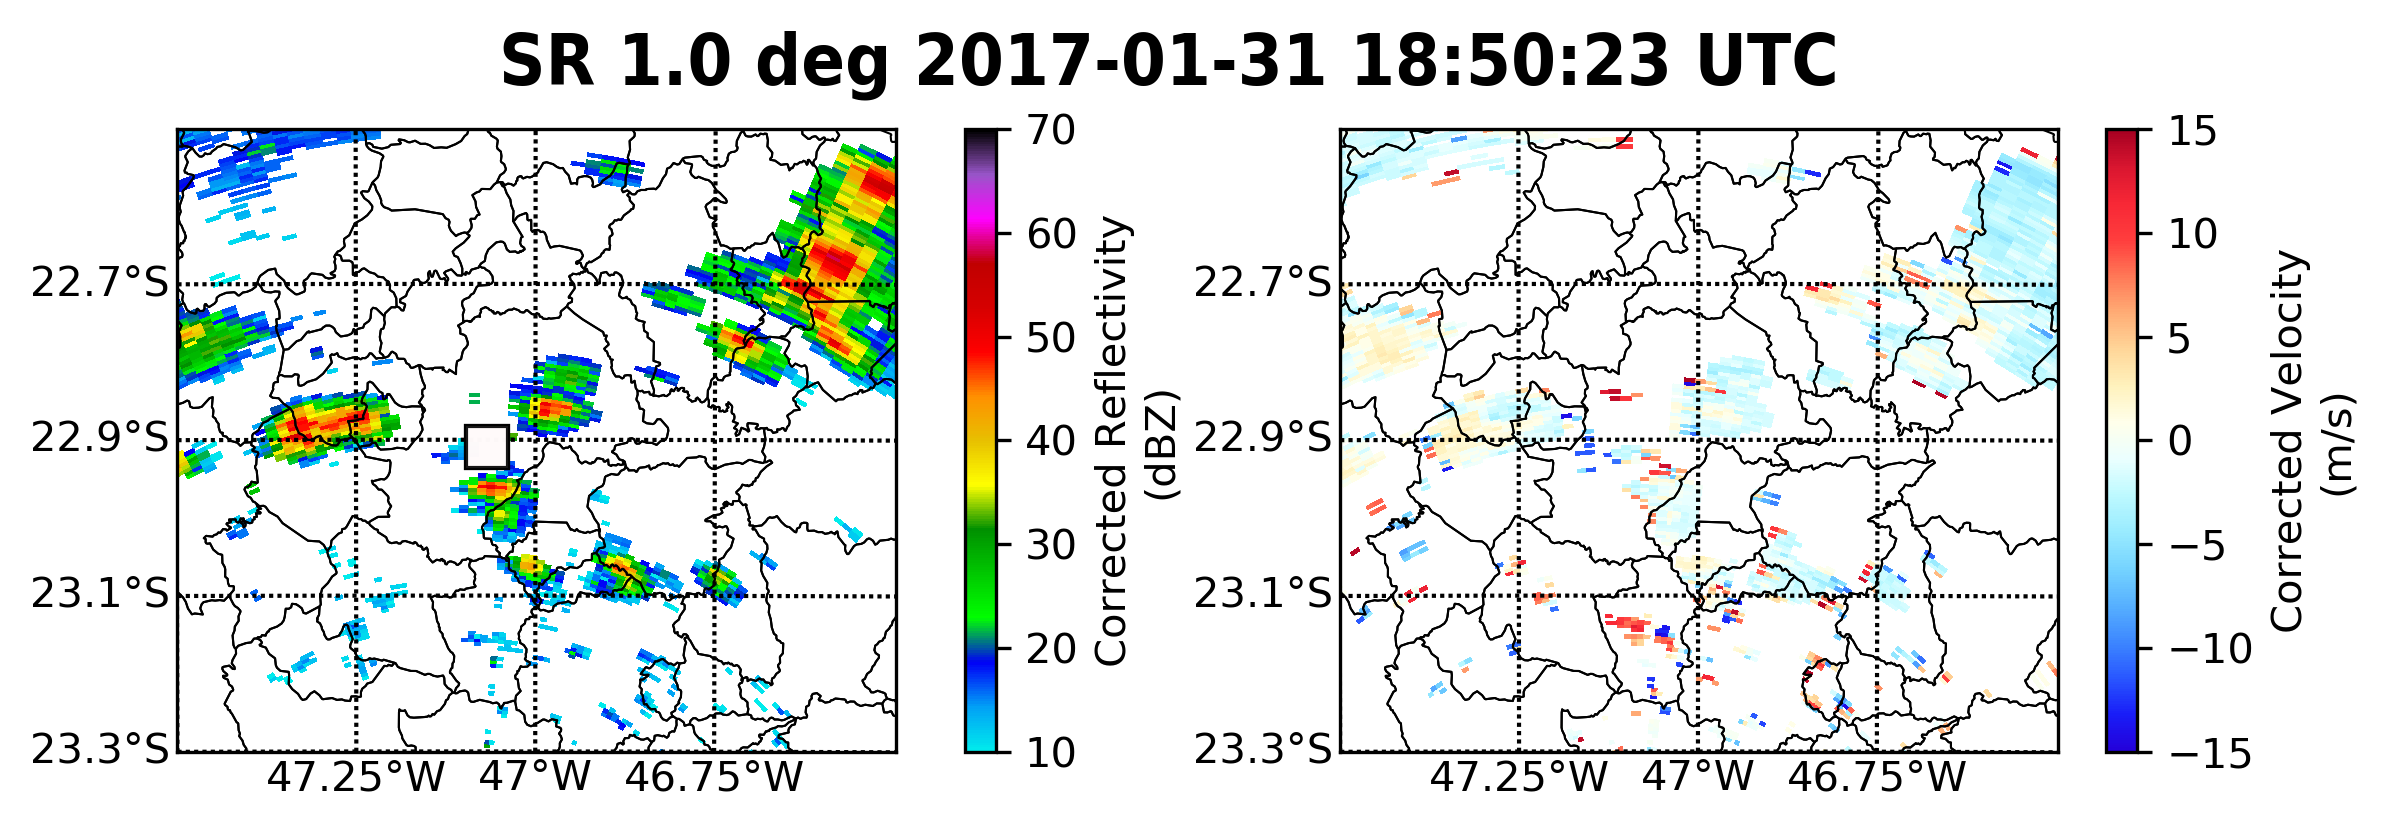 SR 1.0 deg 2017-01-31 18:50:23 UTC
22.7°S
22.9°S
23.1°S
23.3°S
47.25°W
47°W
46.75°W
70
60
50
40
30
20
10
Corrected Reflectivity
(dBZ)
22.7°S
22.9°S
23.1°S
23.3°S
47.25°W
47°W
46.75°W
15
10
5
0
−5
−10
−15
Corrected Velocity
(m/s)